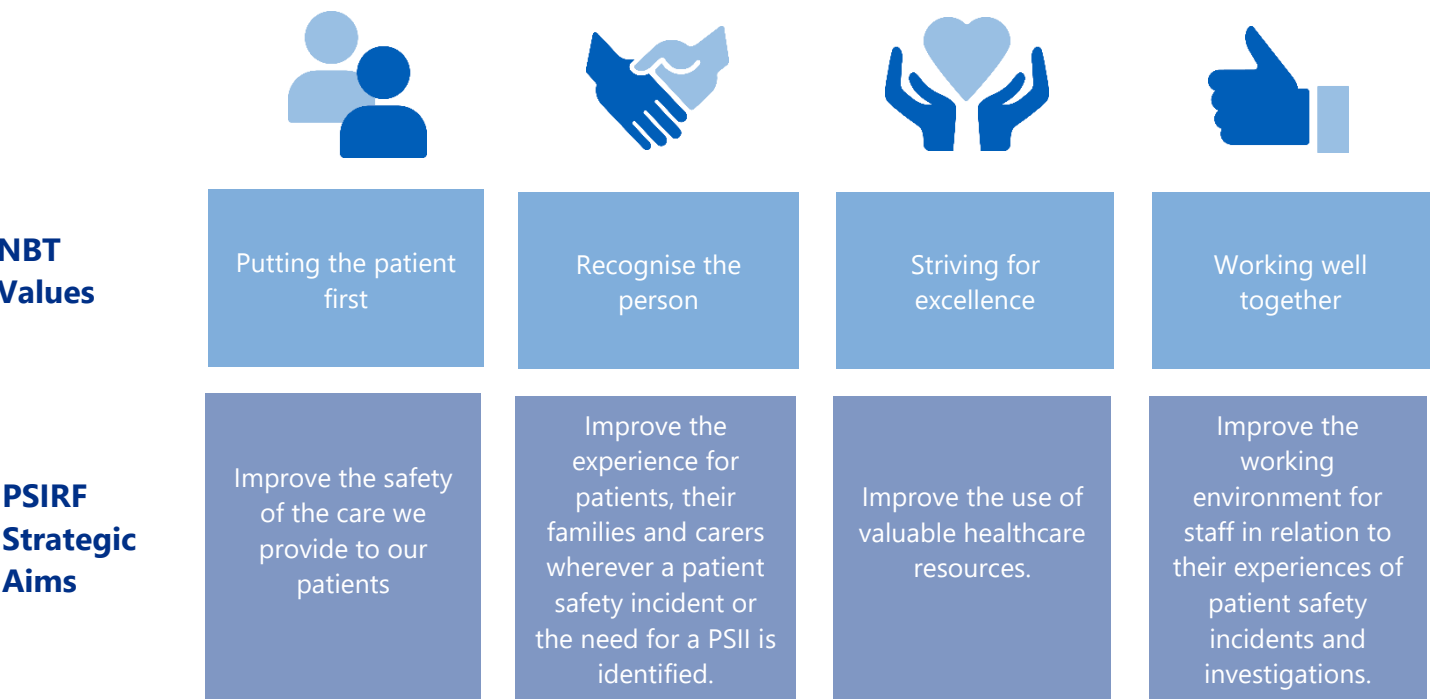 NBT
Values
Putting the patient
first
Recognise the
person
Striving for
excellence
Working well
together
PSIRF
Strategic
Aims
Improve the safety
of the care we
provide to our
patients
Improve the
experience for
patients, their
families and carers
wherever a patient
safety incident or
the need for a PSII is
identified.
Improve the use of
valuable healthcare
resources.
Improve the
working
environment for
staff in relation to
their experiences of
patient safety
incidents and
investigations.